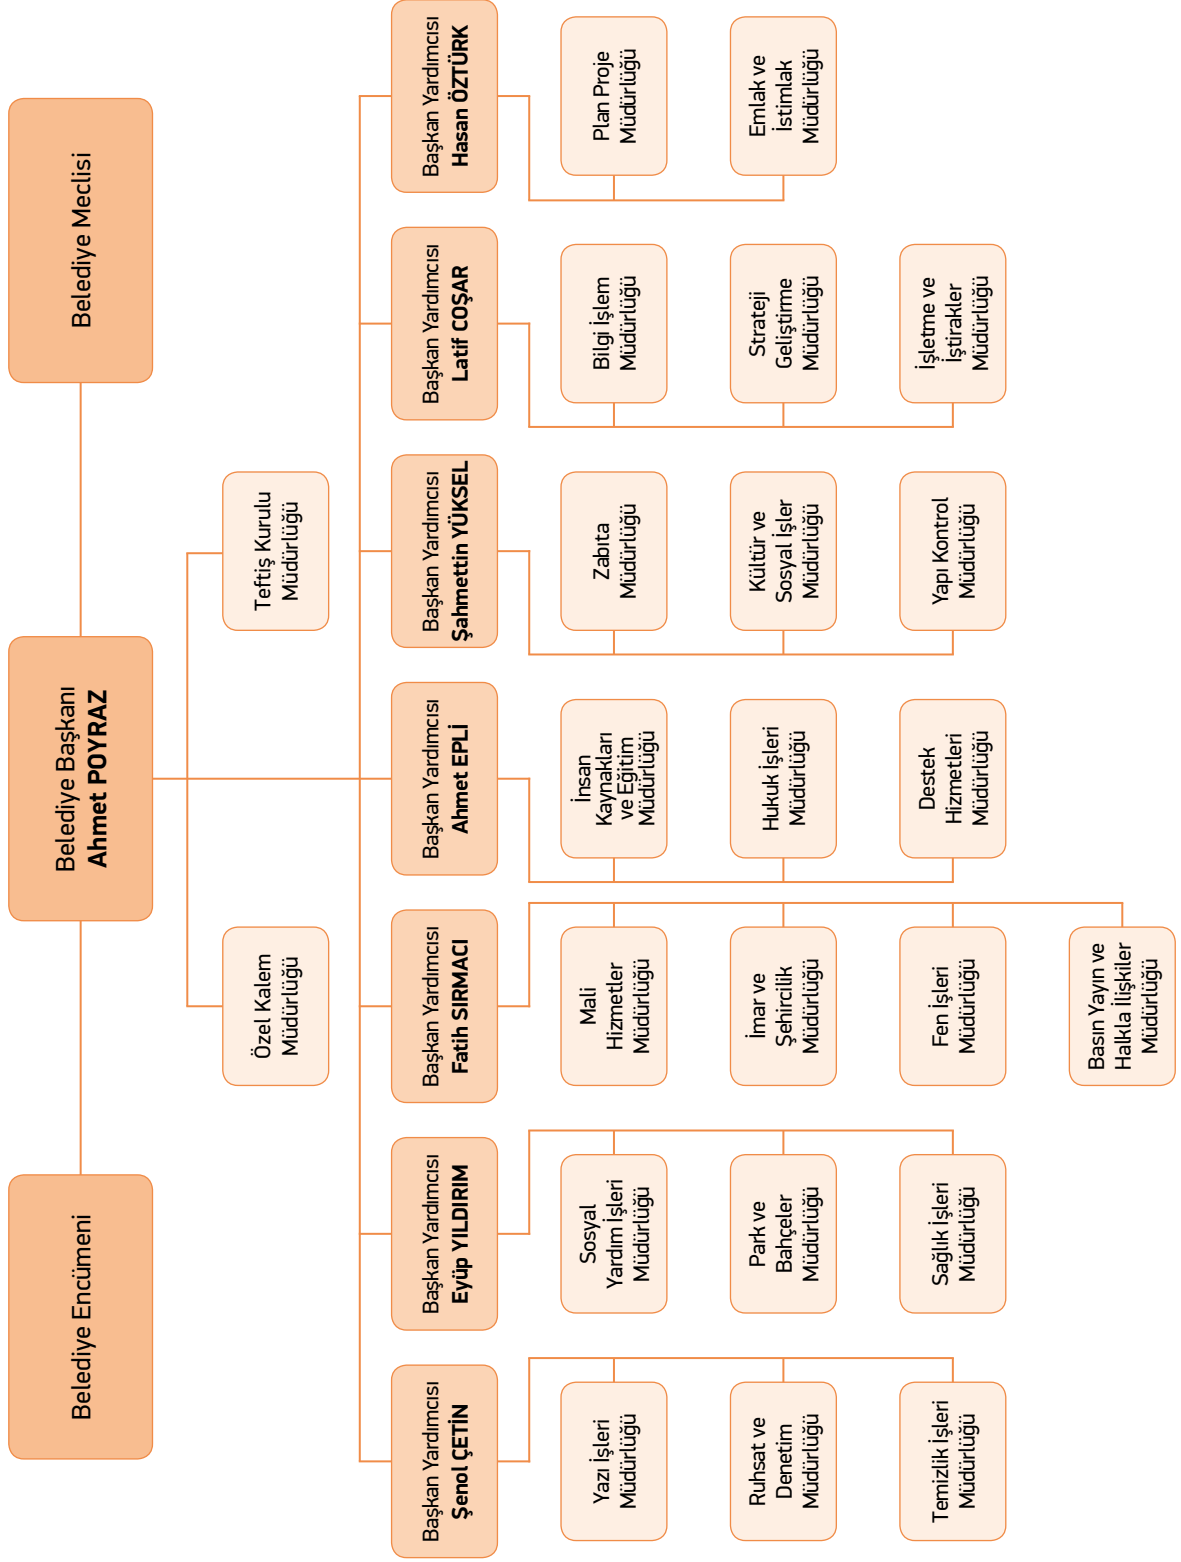 Belediye Encümeni
Belediye Başkanı
Ahmet POYRAZ
Belediye Meclisi
Özel Kalem
Müdürlüğü
Teftiş Kurulu
Müdürlüğü
Başkan Yardımcısı
Şenol ÇETİN
Başkan Yardımcısı
Eyüp YILDIRIM
Başkan Yardımcısı
Fatih SIRMACI
Başkan Yardımcısı
Ahmet EPLİ
Başkan Yardımcısı
Şahmettin YÜKSEL
Başkan Yardımcısı
Latif COŞAR
Başkan Yardımcısı
Hasan ÖZTÜRK
Yazı İşleri
Müdürlüğü
Sosyal
Yardım İşleri
Müdürlüğü
Mali
Hizmetler
Müdürlüğü
İnsan
Kaynakları
ve Eğitim
Müdürlüğü
Zabıta
Müdürlüğü
Bilgi İşlem
Müdürlüğü
Plan Proje
Müdürlüğü
Ruhsat ve
Denetim
Müdürlüğü
Park ve
Bahçeler
Müdürlüğü
İmar ve
Şehircilik
Müdürlüğü
Hukuk İşleri
Müdürlüğü
Kültür ve
Sosyal İşler
Müdürlüğü
Strateji
Geliştirme
Müdürlüğü
Emlak ve
İstimlak
Müdürlüğü
Temizlik İşleri
Müdürlüğü
Sağlık İşleri
Müdürlüğü
Fen İşleri
Müdürlüğü
Destek
Hizmetleri
Müdürlüğü
Yapı Kontrol
Müdürlüğü
İşletme ve
İştirakler
Müdürlüğü
Basın Yayın ve
Halkla İlişkiler
Müdürlüğü